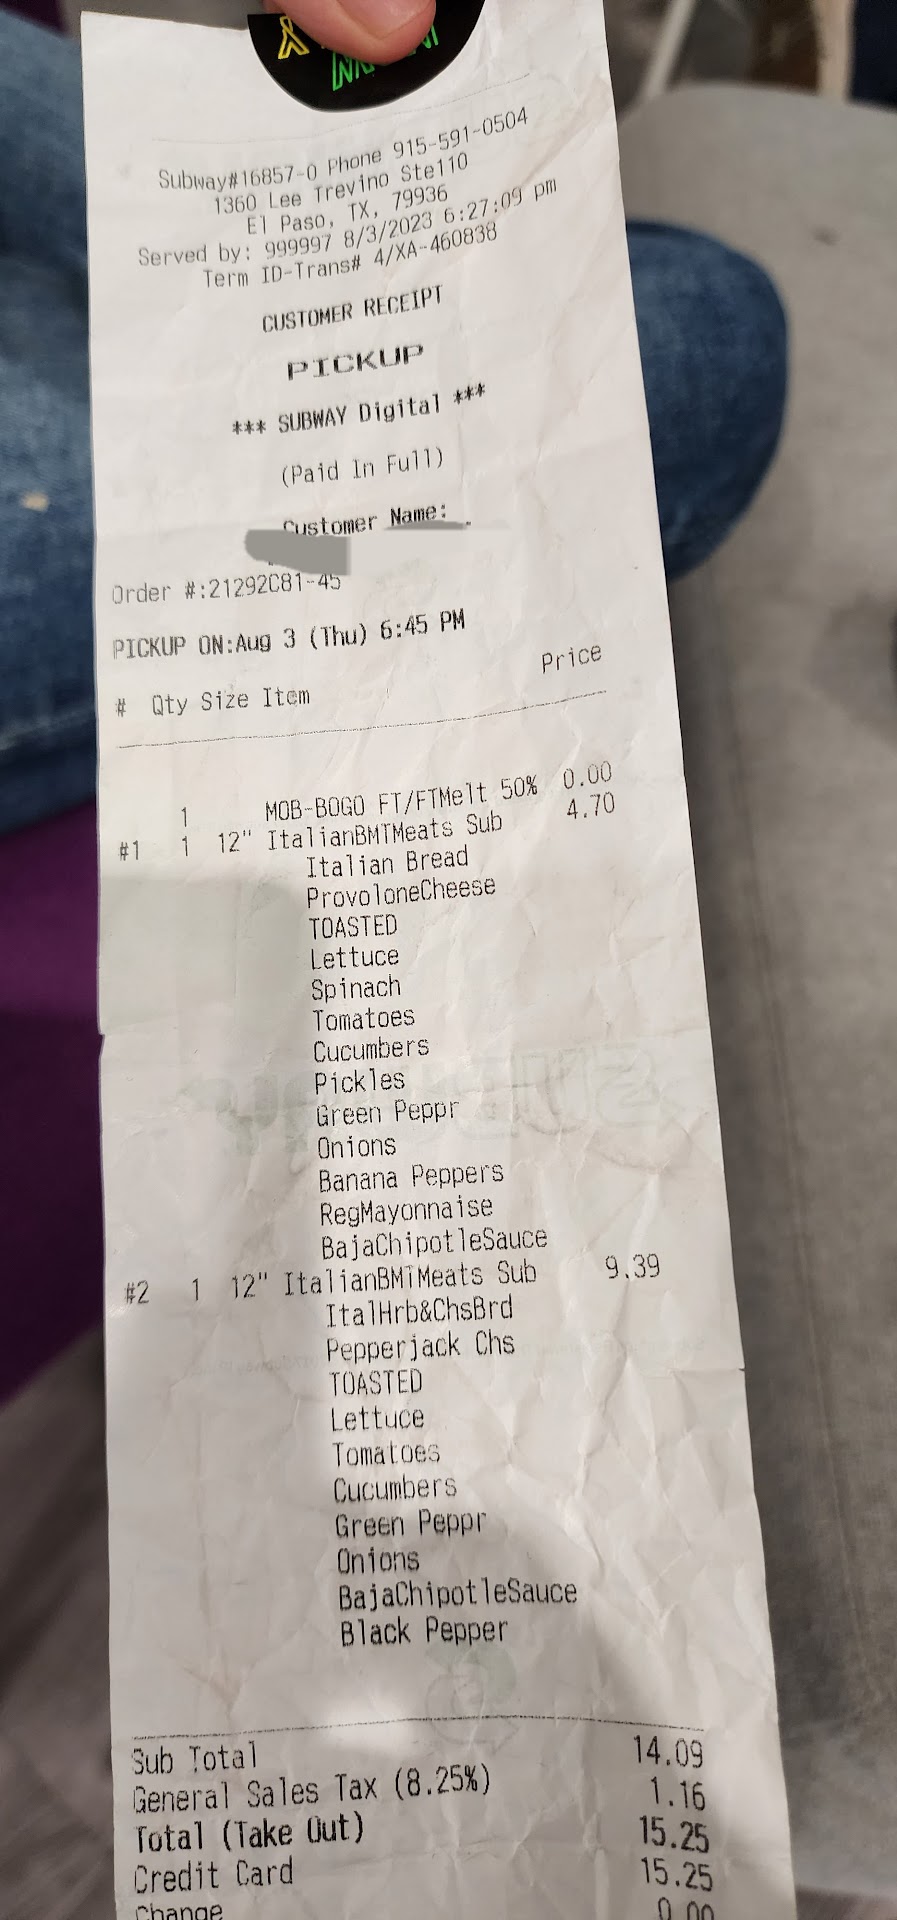 Subway#16857-0 Phone 915-591-0504
1360 Lee Trevino Ste110
El Paso, TX, 79936
Served by: 999997 8/3/2023 6:27:09 pm
Term ID-Trans# 4/XA-460838
CUSTOMER RECEIPT
PICKUP
*** SUBWAY Digital ***
(Paid In Full)
Customer Name:
Order #:21292C81-45
PICKUP ON:Aug 3 (Thu) 6:45 PM
# Qty Size Item Price
1 MOB-BOGO FT/FTMelt 50% 0.00
#1 1 12" ItalianBMTMeats Sub 4.70
Italian Bread
ProvoloneCheese
TOASTED
Lettuce
Spinach
Tomatoes
Cucumbers
Pickles
Green Peppr
Onions
Banana Peppers
RegMayonnaise
BajaChipotleSauce
#2 1 12" ItalianBMTMeats Sub 9.39
ItalHrb&ChsBrd
Pepperjack Chs
TOASTED
Lettuce
Tomatoes
Cucumbers
Green Peppr
Onions
BajaChipotleSauce
Black Pepper
Sub Total 14.09
General Sales Tax (8.25%) 1.16
Total (Take Out) 15.25
Credit Card 15.25
Change 0.00